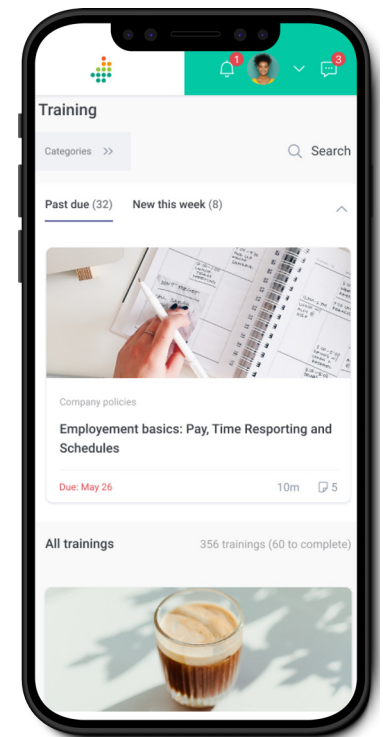 1
3
Training
Categories >>
Search
Past due (32) New this week (8)
Company policies
Employement basics: Pay, Time Resporting and
Schedules
Due: May 26 10m 5
All trainings 356 trainings (60 to complete)